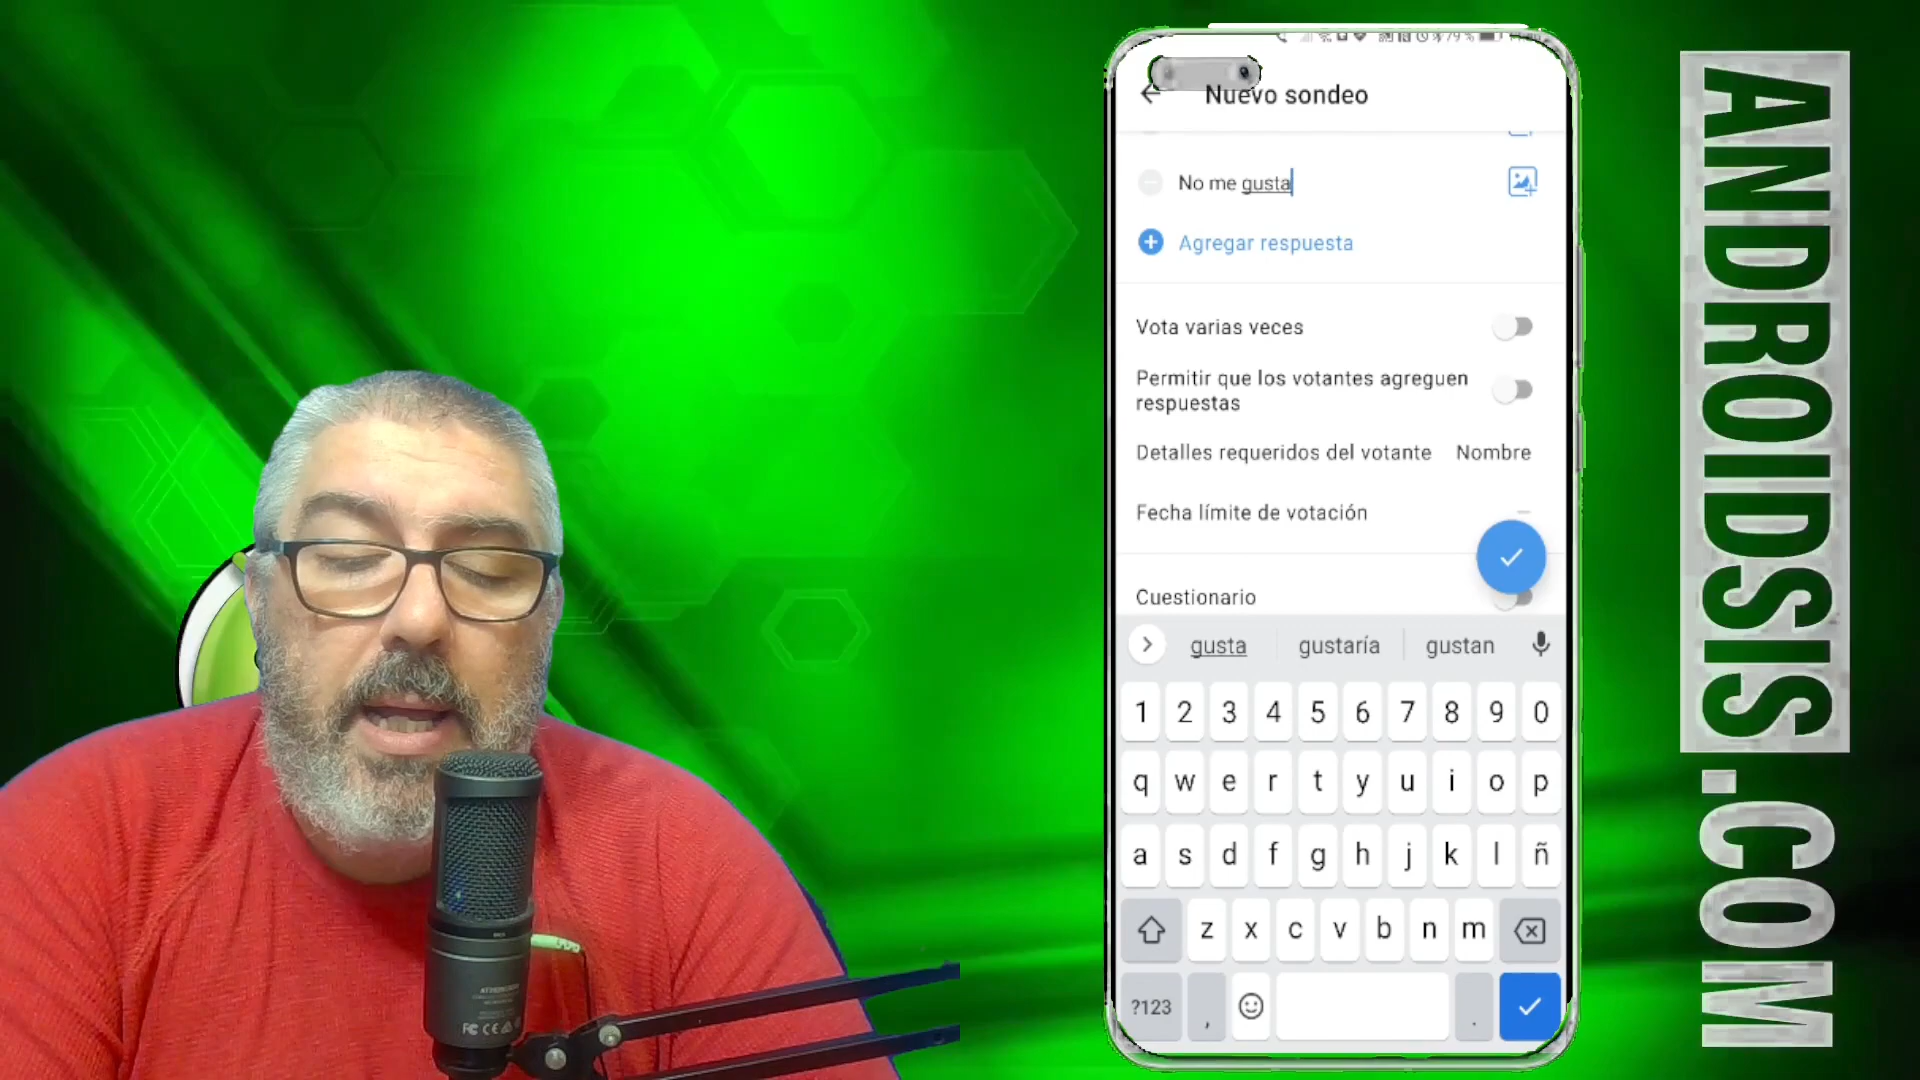 79 %
Nuevo sondeo
No me gusta
Agregar respuesta
Vota varias veces
Permitir que los votantes agreguen
respuestas
Detalles requeridos del votante Nombre
Fecha límite de votación
Cuestionario
gusta gustaría gustan
1 2 3 4 5 6 7 8 9 0
q w e r t y u i o p
a s d f g h j k l ñ
z x c v b n m
?123 , .
ANDROIDSIS.COM